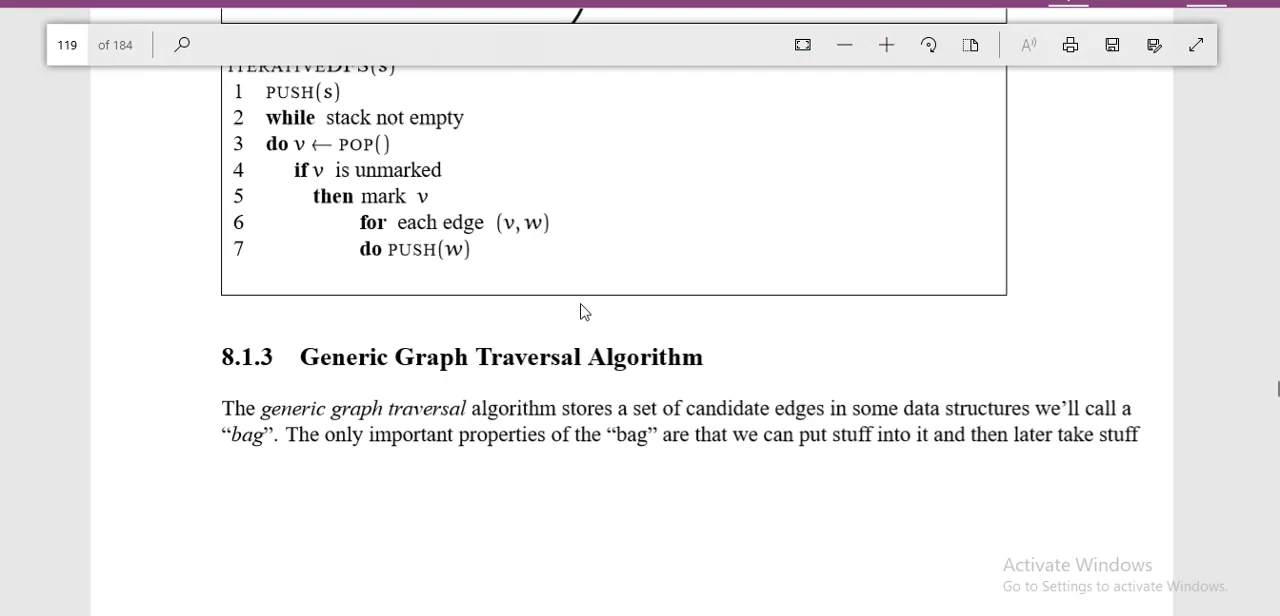 119 of 184
ITERATIVEDFS(s)
1 PUSH(s)
2 while stack not empty
3 do v ← POP()
4 if v is unmarked
5 then mark v
6 for each edge (v, w)
7 do PUSH(w)
8.1.3 Generic Graph Traversal Algorithm
The generic graph traversal algorithm stores a set of candidate edges in some data structures we’ll call a
“bag”. The only important properties of the “bag” are that we can put stuff into it and then later take stuff
Activate Windows
Go to Settings to activate Windows.